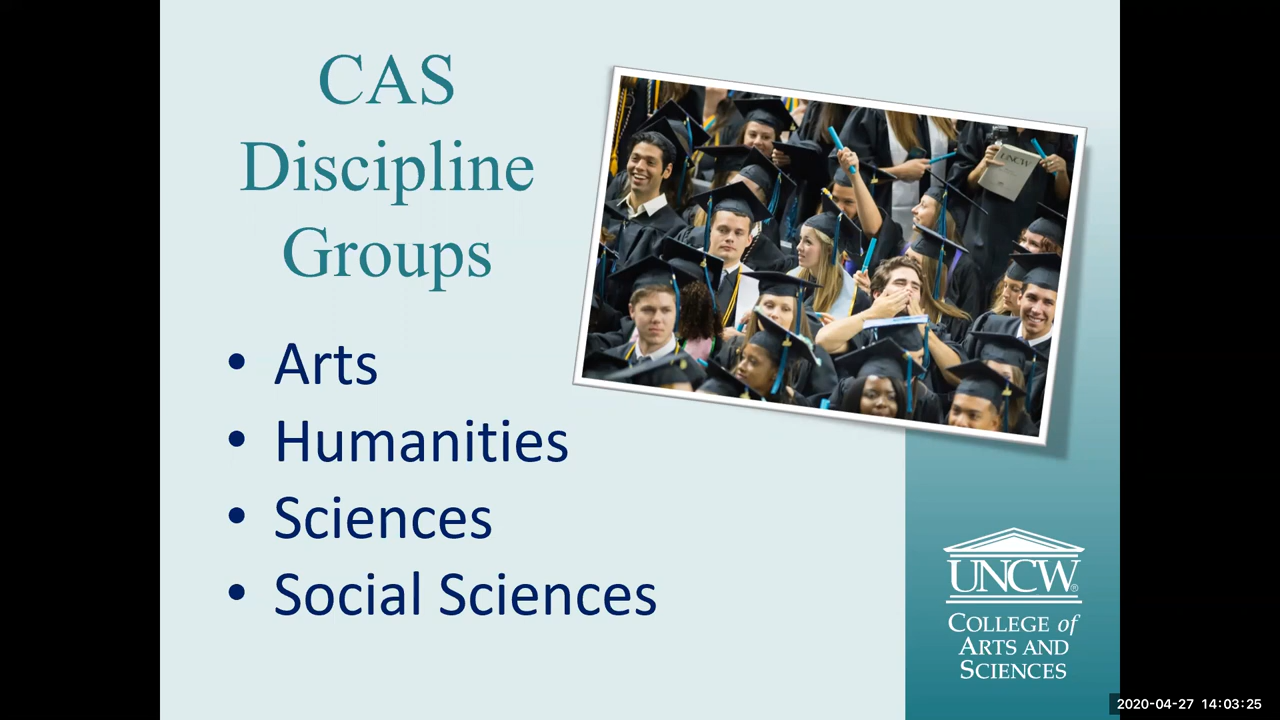 CAS
Discipline
Groups
• Arts
• Humanities
• Sciences
• Social Sciences
UNCW
UNCW®
COLLEGE of
ARTS AND
SCIENCES
2020-04-27 14:03:25